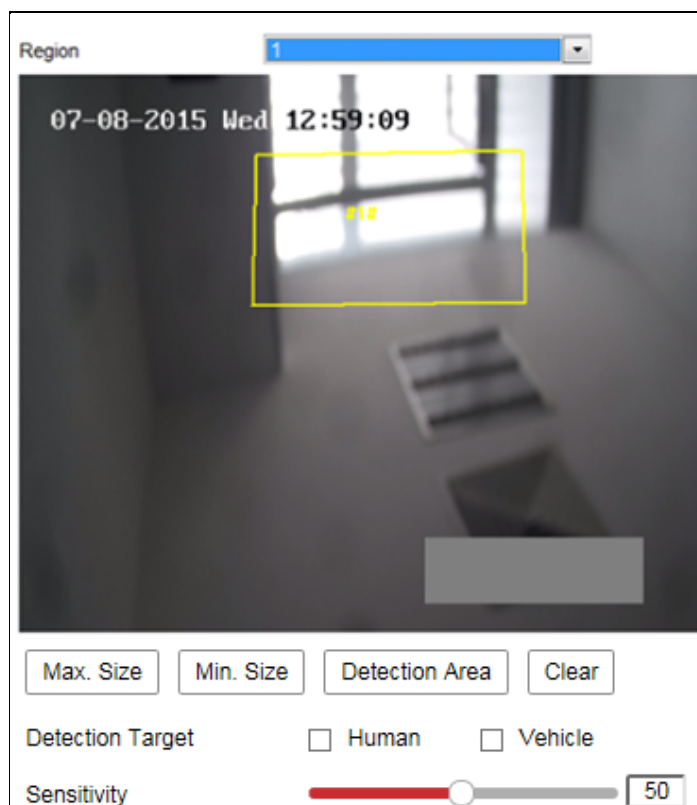 Region 1
07-08-2015 Wed 12:59:09
#1#
Max. Size Min. Size Detection Area Clear
Detection Target Human Vehicle
Sensitivity 50